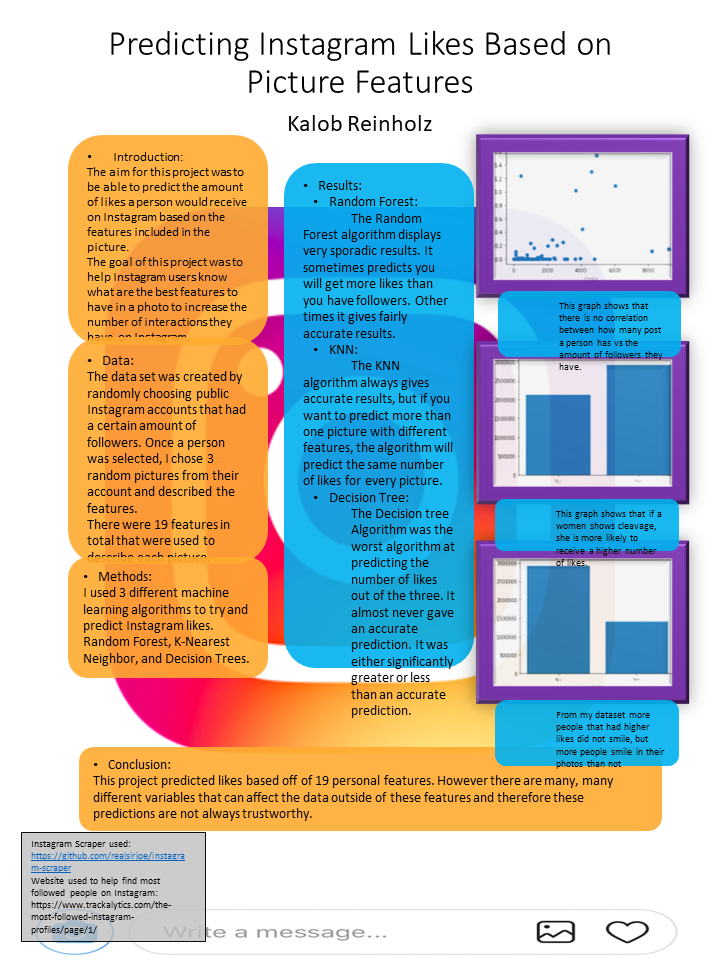 Predicting Instagram Likes Based on
Picture Features
Kalob Reinholz
• Introduction:
The aim for this project was to
be able to predict the amount
of likes a person would receive
on Instagram based on the
features included in the
picture.
The goal of this project was to
help Instagram users know
what are the best features to
have in a photo to increase the
number of interactions they
have on Instagram
• Data:
The data set was created by
randomly choosing public
Instagram accounts that had
a certain amount of
followers. Once a person
was selected, I chose 3
random pictures from their
account and described the
features.
There were 19 features in
total that were used to
describe each picture.
• Methods:
I used 3 different machine
learning algorithms to try and
predict Instagram likes.
Random Forest, K-Nearest
Neighbor, and Decision Trees.
• Results:
• Random Forest:
The Random
Forest algorithm displays
very sporadic results. It
sometimes predicts you
will get more likes than
you have followers. Other
times it gives fairly
accurate results.
• KNN:
The KNN
algorithm always gives
accurate results, but if you
want to predict more than
one picture with different
features, the algorithm will
predict the same number
of likes for every picture.
• Decision Tree:
The Decision tree
Algorithm was the
worst algorithm at
predicting the
number of likes
out of the three. It
almost never gave
an accurate
prediction. It was
either significantly
greater or less
than an accurate
prediction.
1.4
1.2
1.0
0.8
0.6
0.4
0.2
0.0
0 2000 4000 6000 8000
This graph shows that
there is no correlation
between how many post
a person has vs the
amount of followers they
have.
3000000
2500000
2000000
1500000
1000000
500000
0
This graph shows that if a
women shows cleavage,
she is more likely to
receive a higher number
of likes.
3000000
2500000
2000000
1500000
1000000
500000
0
From my dataset more
people that had higher
likes did not smile, but
more people smile in their
photos than not
• Conclusion:
This project predicted likes based off of 19 personal features. However there are many, many
different variables that can affect the data outside of these features and therefore these
predictions are not always trustworthy.
Instagram Scraper used:
https://github.com/realsirjoe/instagra
m-scraper
Website used to help find most
followed people on Instagram:
https://www.trackalytics.com/the-
most-followed-instagram-
profiles/page/1/
Write a message...